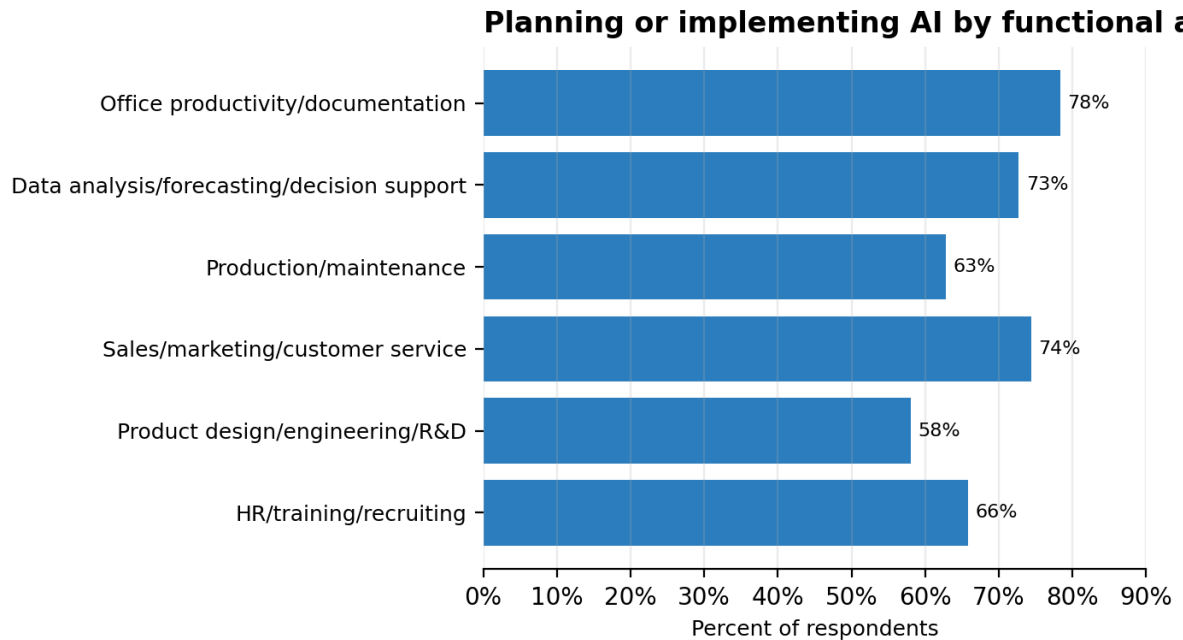 Planning or implementing AI by functional a
Office productivity/documentation
78%
Data analysis/forecasting/decision support
73%
Production/maintenance
63%
Sales/marketing/customer service
74%
Product design/engineering/R&D
58%
HR/training/recruiting
66%
0% 10% 20% 30% 40% 50% 60% 70% 80% 90%
Percent of respondents